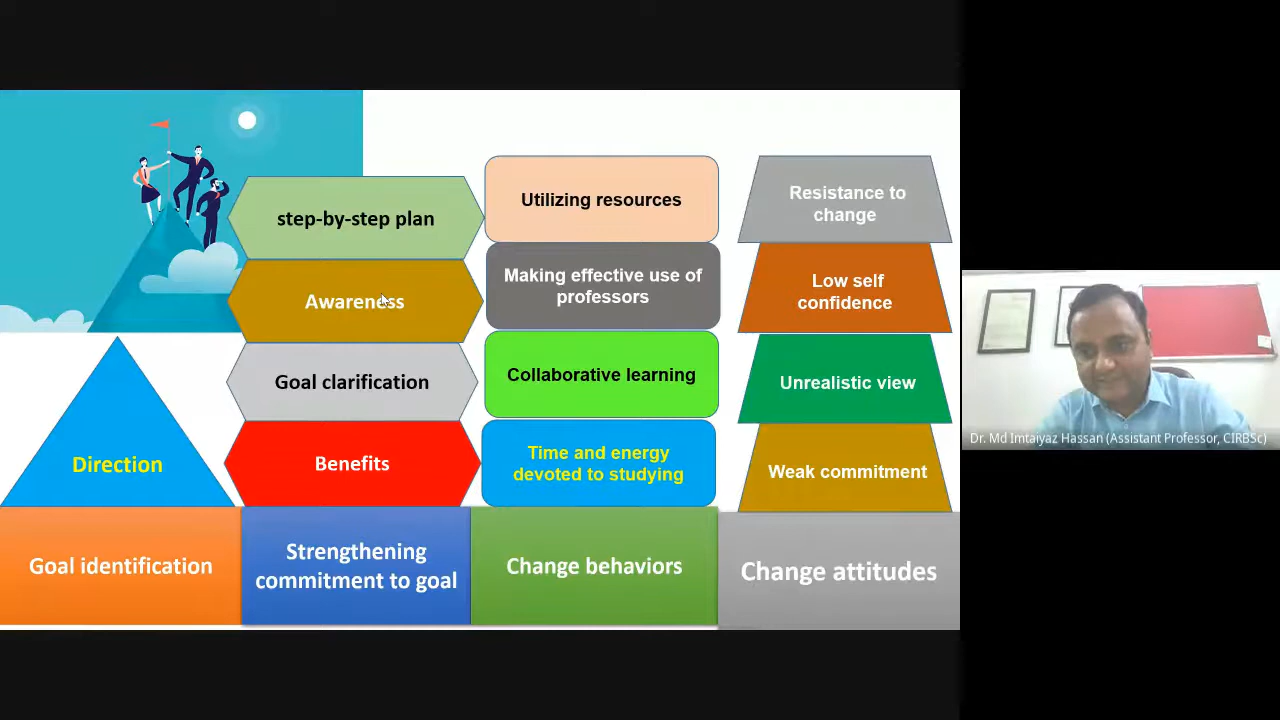 step-by-step plan
Awareness
Goal clarification
Benefits
Direction
Utilizing resources
Making effective use of
professors
Collaborative learning
Time and energy
devoted to studying
Resistance to
change
Low self
confidence
Unrealistic view
Weak commitment
Goal identification
Strengthening
commitment to goal
Change behaviors
Change attitudes
Dr. Md Imtaiyaz Hassan (Assistant Professor, CIRBSc)